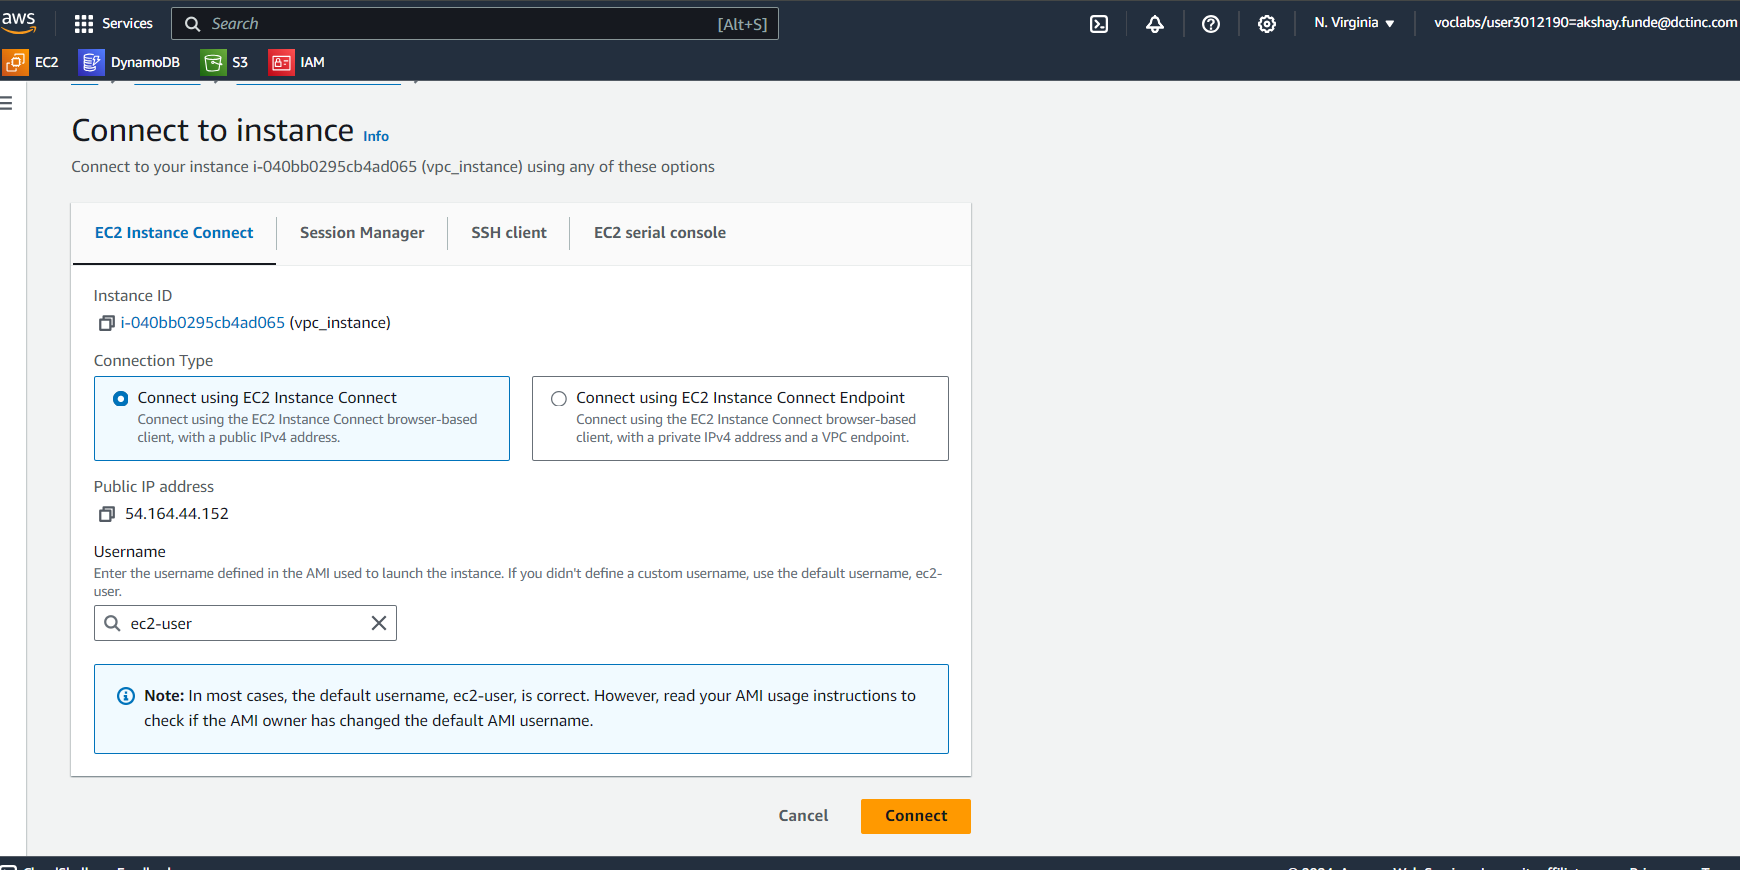 aws
Services
Search
[Alt+S]
N. Virginia
voclabs/user3012190=akshay.funde@dctinc.com
EC2
DynamoDB
S3
IAM
Connect to instance Info
Connect to your instance i-040bb0295cb4ad065 (vpc_instance) using any of these options
EC2 Instance Connect
Session Manager
SSH client
EC2 serial console
Instance ID
i-040bb0295cb4ad065 (vpc_instance)
Connection Type
Connect using EC2 Instance Connect
Connect using the EC2 Instance Connect browser-based
client, with a public IPv4 address.
Connect using EC2 Instance Connect Endpoint
Connect using the EC2 Instance Connect browser-based
client, with a private IPv4 address and a VPC endpoint.
Public IP address
54.164.44.152
Username
Enter the username defined in the AMI used to launch the instance. If you didn't define a custom username, use the default username, ec2-
user.
ec2-user
Note: In most cases, the default username, ec2-user, is correct. However, read your AMI usage instructions to
check if the AMI owner has changed the default AMI username.
Cancel
Connect